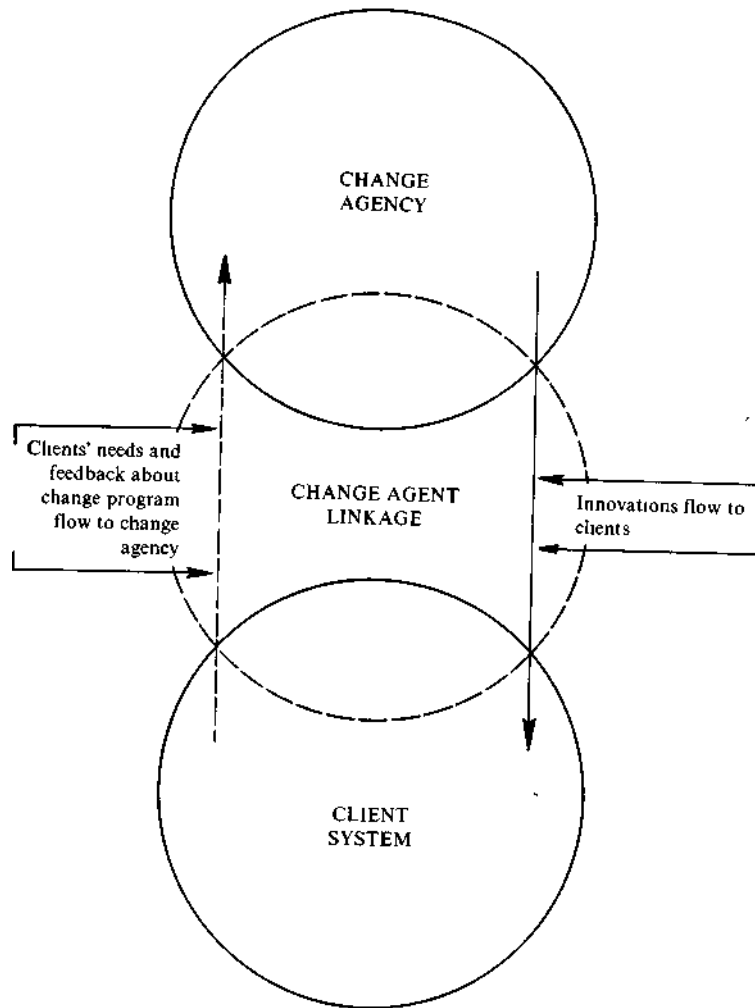 CHANGE
AGENCY
Clients' needs and
feedback about
change program
flow to change
agency
CHANGE AGENT
LINKAGE
Innovations flow to
clients
CLIENT
SYSTEM